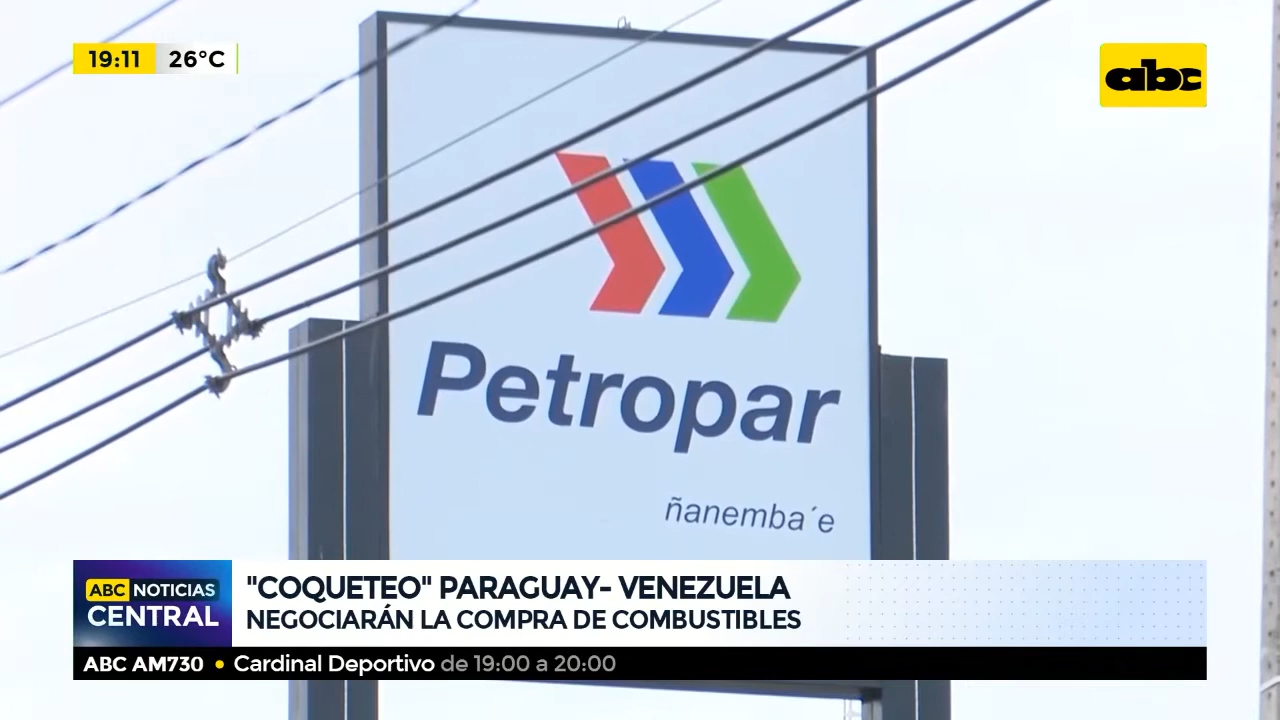 19:11 26°C
abc
Petropar
ñanemba´e
ABC NOTICIAS
CENTRAL
"COQUETEO" PARAGUAY- VENEZUELA
NEGOCIARÁN LA COMPRA DE COMBUSTIBLES
ABC AM730 • Cardinal Deportivo de 19:00 a 20:00